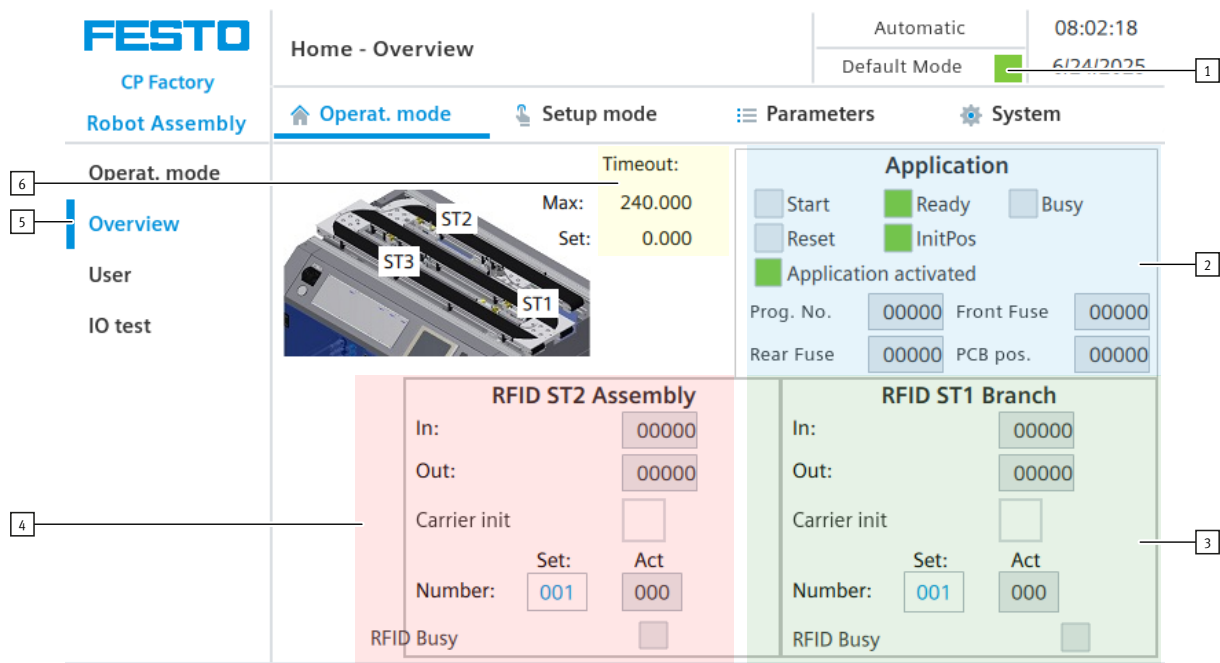 FESTO
CP Factory
Robot Assembly
Home - Overview
Automatic
08:02:18
Default Mode
6/24/2025
1
Operat. mode
Setup mode
Parameters
System
Operat. mode
Overview
User
IO test
6
5
ST2
ST3
ST1
Timeout:
Max: 240.000
Set: 0.000
Application
Start Ready Busy
Reset InitPos
Application activated
Prog. No. 00000 Front Fuse 00000
Rear Fuse 00000 PCB pos. 00000
2
RFID ST2 Assembly
In: 00000
Out: 00000
Carrier init
Set: Act
Number: 001 000
RFID Busy
4
RFID ST1 Branch
In: 00000
Out: 00000
Carrier init
Set: Act
Number: 001 000
RFID Busy
3